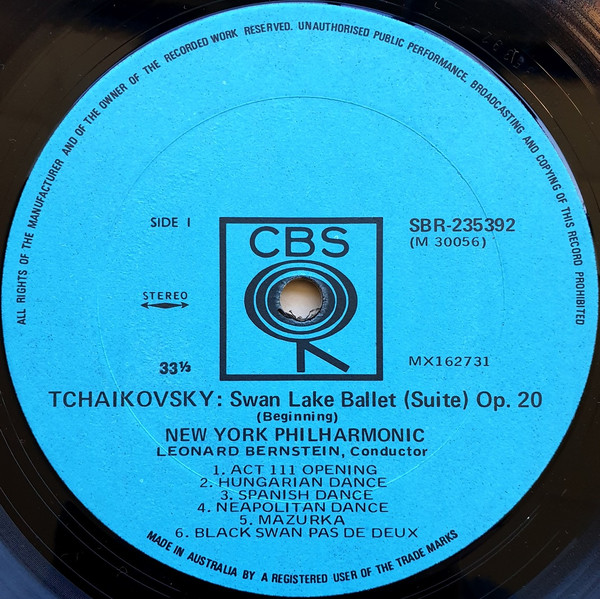 ALL RIGHTS OF THE MANUFACTURER AND OF THE OWNER OF THE RECORDED WORK RESERVED. UNAUTHORISED PUBLIC PERFORMANCE, BROADCASTING AND COPYING OF THIS RECORD PROHIBITED
SIDE I
CBS
SBR-235392
(M 30056)
STEREO
33⅓
MX162731
TCHAIKOVSKY: Swan Lake Ballet (Suite) Op. 20
(Beginning)
NEW YORK PHILHARMONIC
LEONARD BERNSTEIN, Conductor
1. ACT 111 OPENING
2. HUNGARIAN DANCE
3. SPANISH DANCE
4. NEAPOLITAN DANCE
5. MAZURKA
6. BLACK SWAN PAS DE DEUX
MADE IN AUSTRALIA BY A REGISTERED USER OF THE TRADE MARKS